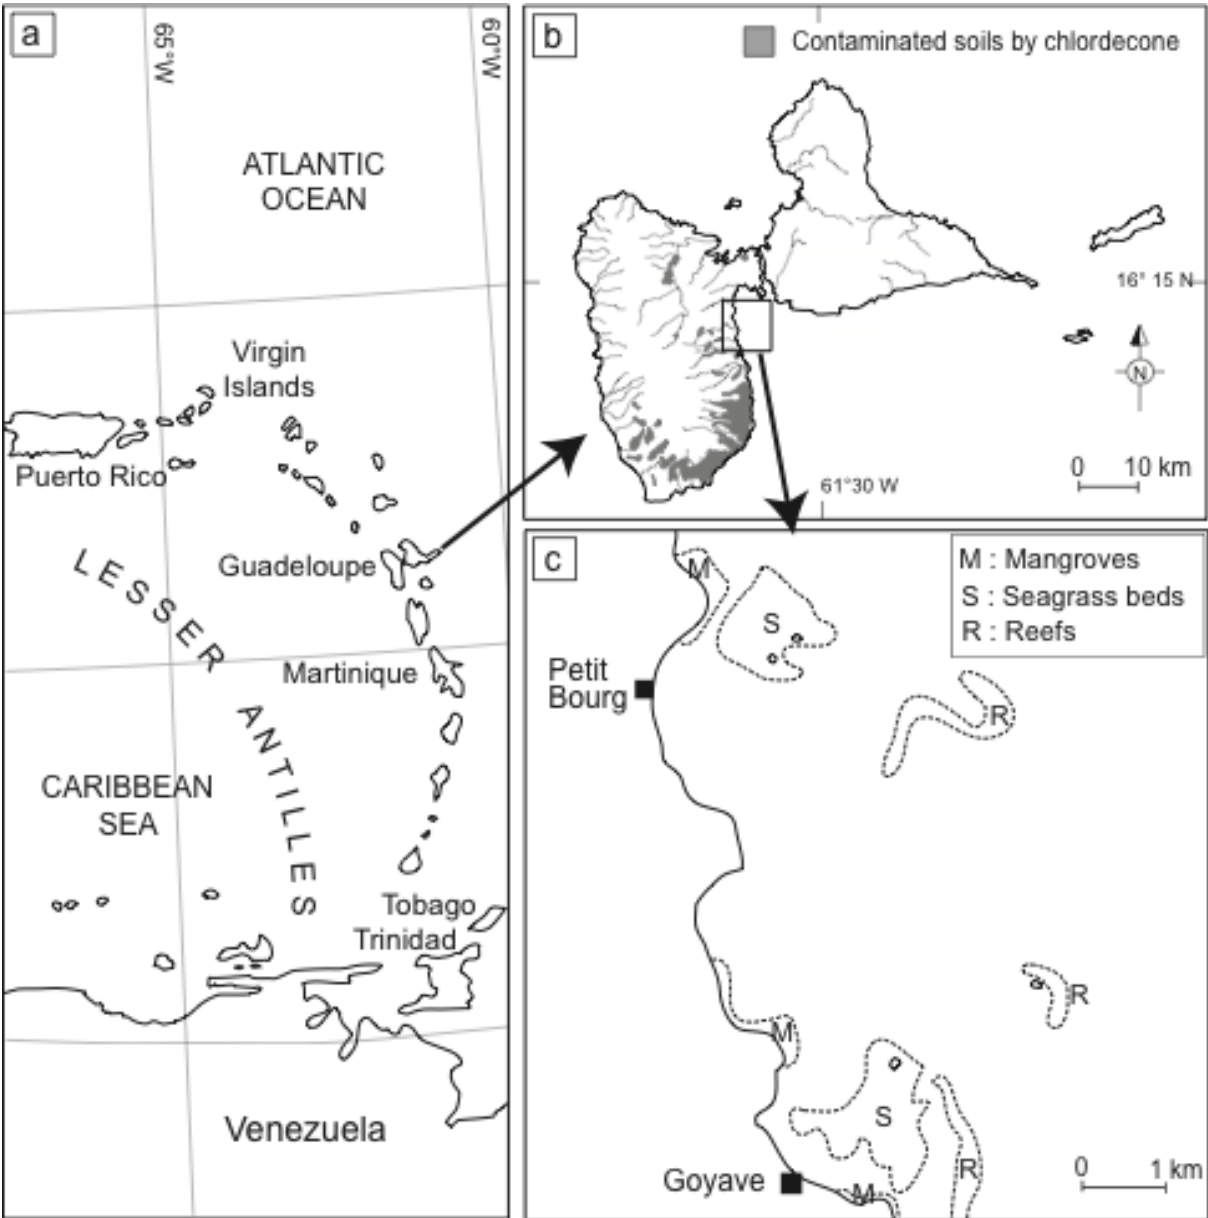 a
65°W
60°W
ATLANTIC
OCEAN
Virgin
Islands
Puerto Rico
Guadeloupe
LESSER
ANTILLES
Martinique
CARIBBEAN
SEA
Tobago
Trinidad
Venezuela
b
Contaminated soils by chlordecone
16° 15 N
N
0 10 km
61°30 W
c
M : Mangroves
S : Seagrass beds
R : Reefs
M
S
Petit
Bourg
R
R
M
S
R
Goyave
M
0 1 km